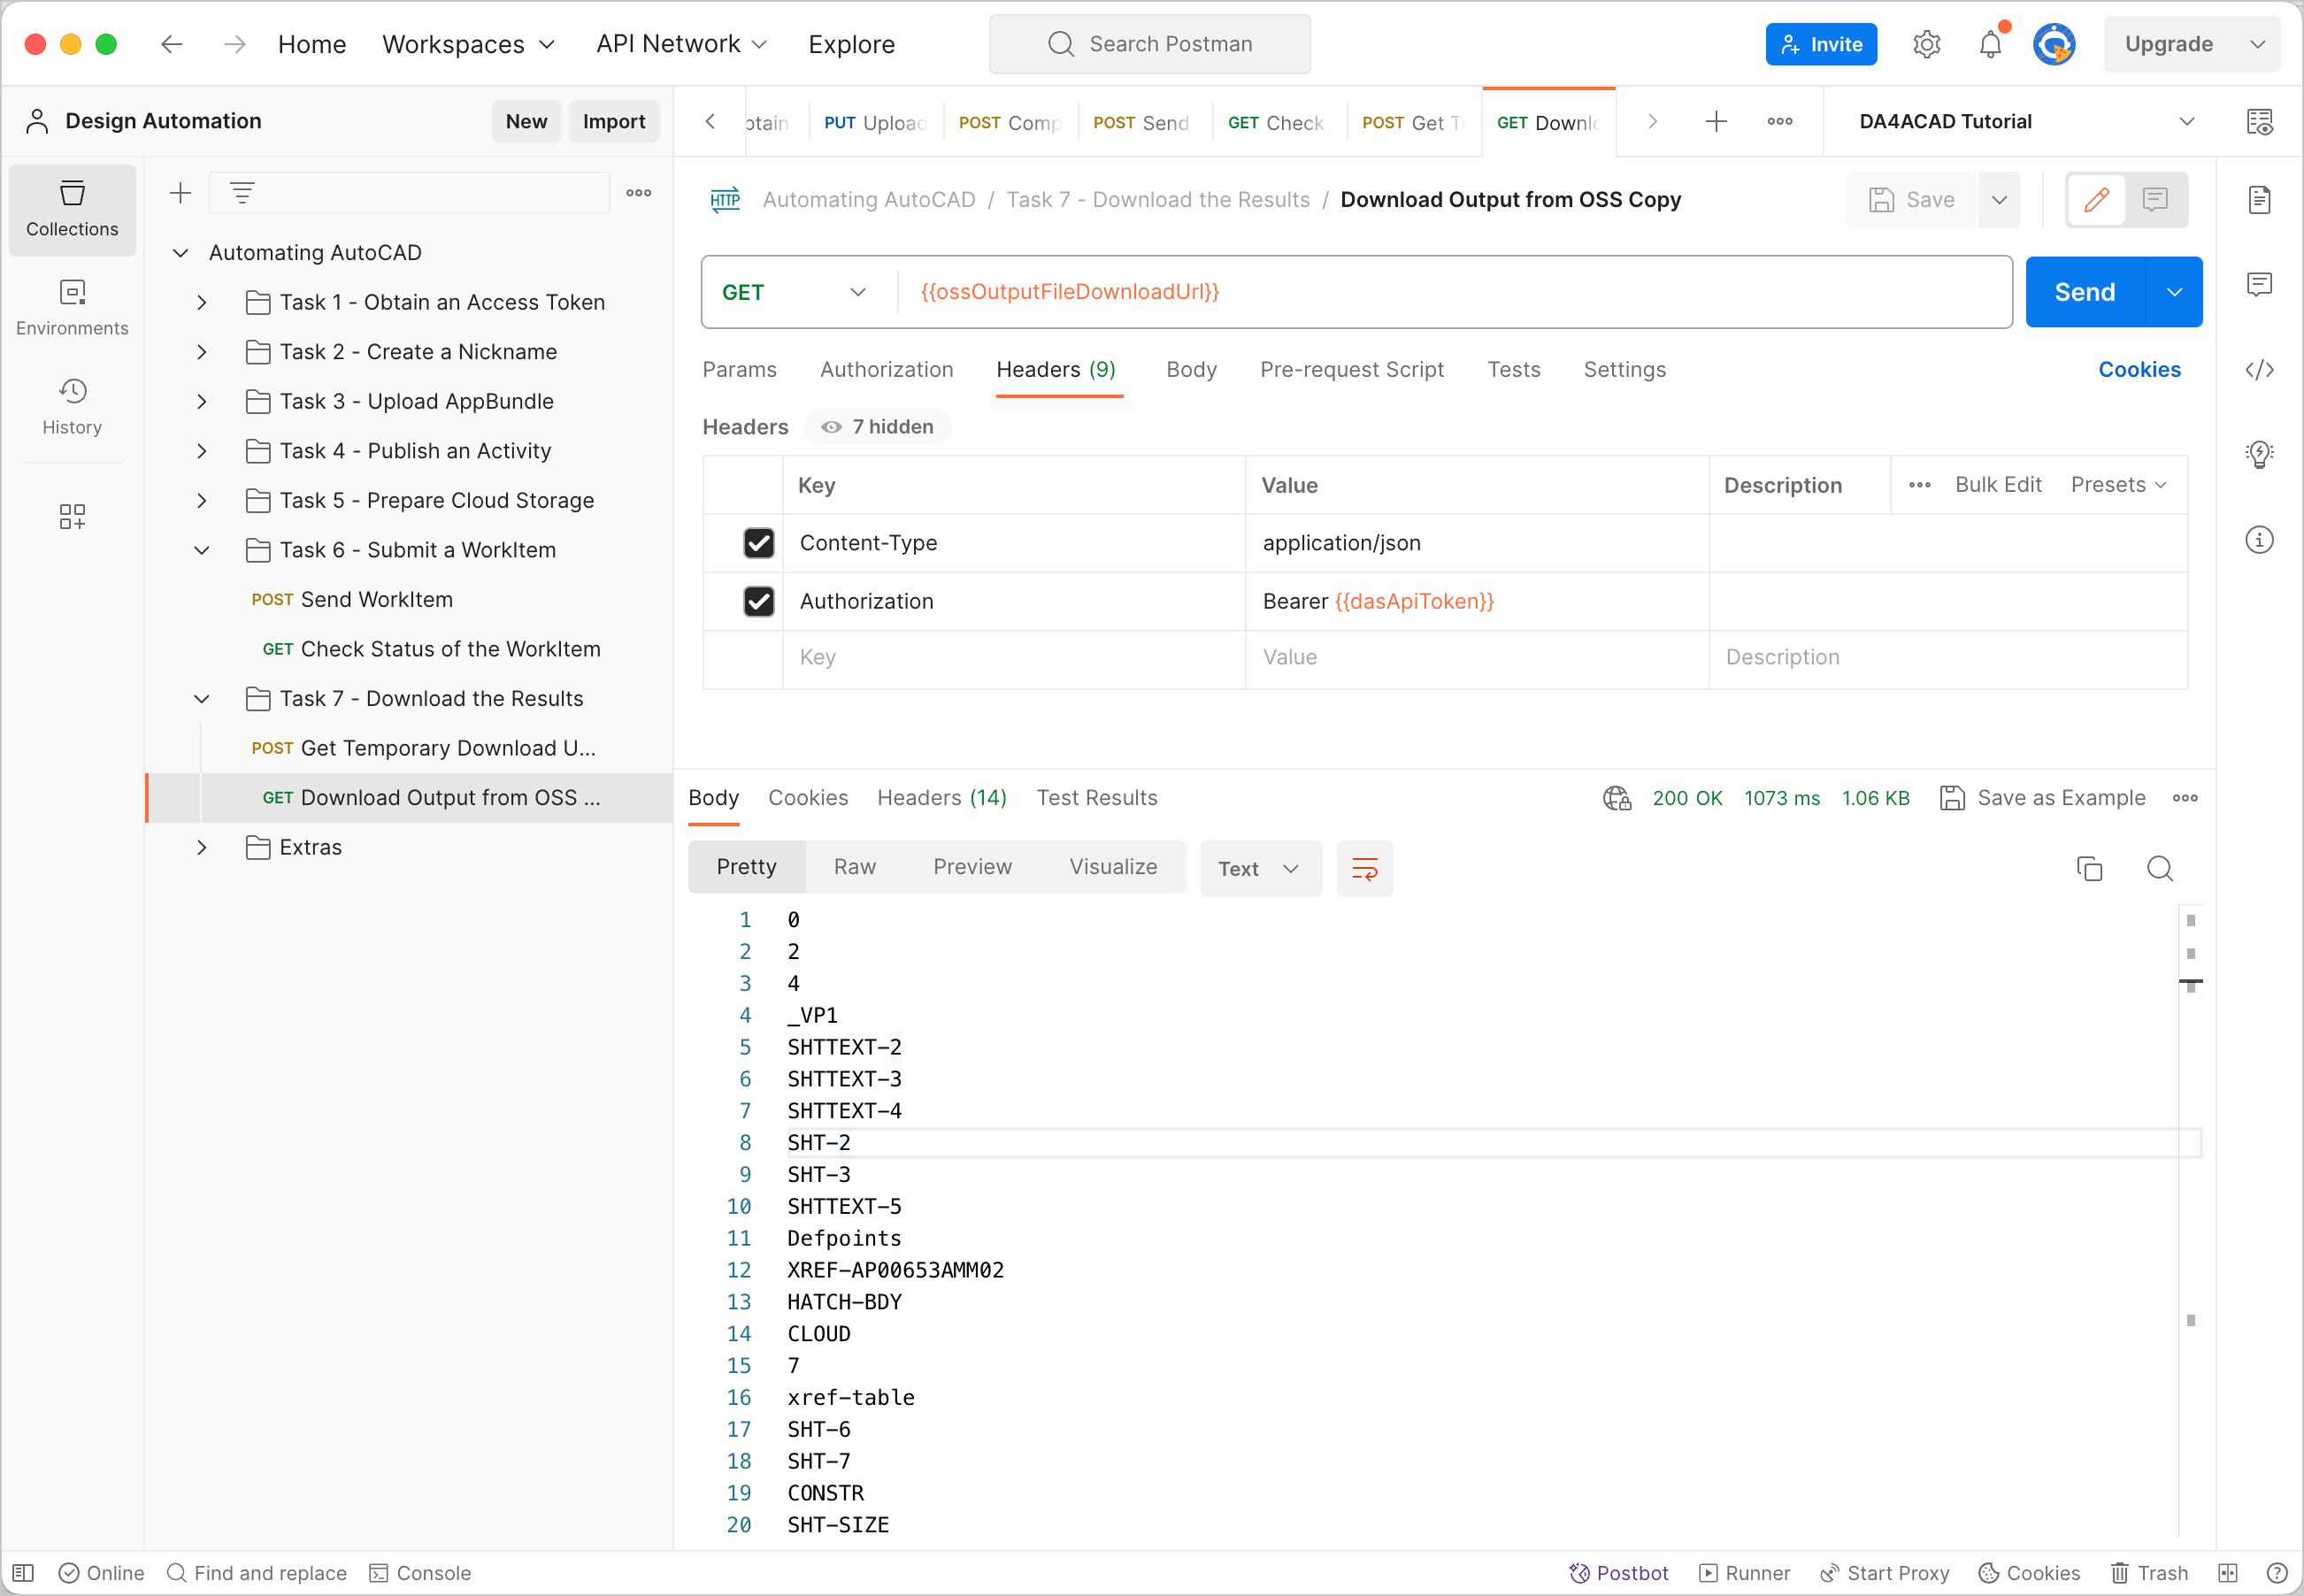 Home Workspaces API Network Explore Search Postman Invite Upgrade
Design Automation New Import
PUT POST POST Send GET Check POST Get GET DA4ACAD Tutorial
Collections
Environments
History
Automating AutoCAD
Task 1 - Obtain an Access Token
Task 2 - Create a Nickname
Task 3 - Upload AppBundle
Task 4 - Publish an Activity
Task 5 - Prepare Cloud Storage
Task 6 - Submit a WorkItem
POST Send WorkItem
GET Check Status of the WorkItem
Task 7 - Download the Results
POST Get Temporary Download U...
GET Download Output from OSS ...
Extras
HTTP Automating AutoCAD / Task 7 - Download the Results / Download Output from OSS Copy Save
GET {{ossOutputFileDownloadUrl}} Send
Params Authorization Headers (9) Body Pre-request Script Tests Settings Cookies
Headers 7 hidden
Key Value Description Bulk Edit Presets
Content-Type application/json
Authorization Bearer {{dasApiToken}}
Key Value Description
Body Cookies Headers (14) Test Results 200 OK 1073 ms 1.06 KB Save as Example
Pretty Raw Preview Visualize Text
1 0
2 2
3 4
4 _VP1
5 SHTTEXT-2
6 SHTTEXT-3
7 SHTTEXT-4
8 SHT-2
9 SHT-3
10 SHTTEXT-5
11 Defpoints
12 XREF-AP00653AMM02
13 HATCH-BDY
14 CLOUD
15 7
16 xref-table
17 SHT-6
18 SHT-7
19 CONSTR
20 SHT-SIZE
Online Find and replace Console Postbot Runner Start Proxy Cookies Trash